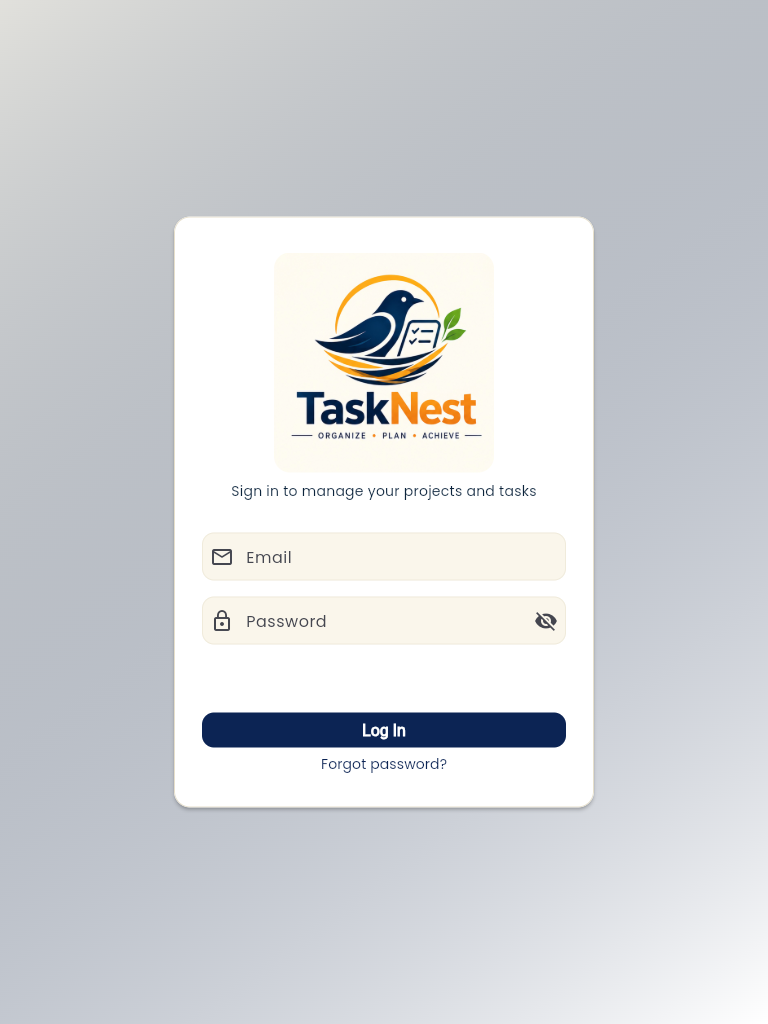 TaskNest
ORGANIZE • PLAN • ACHIEVE
Sign in to manage your projects and tasks
Email
Password
Log In
Forgot password?